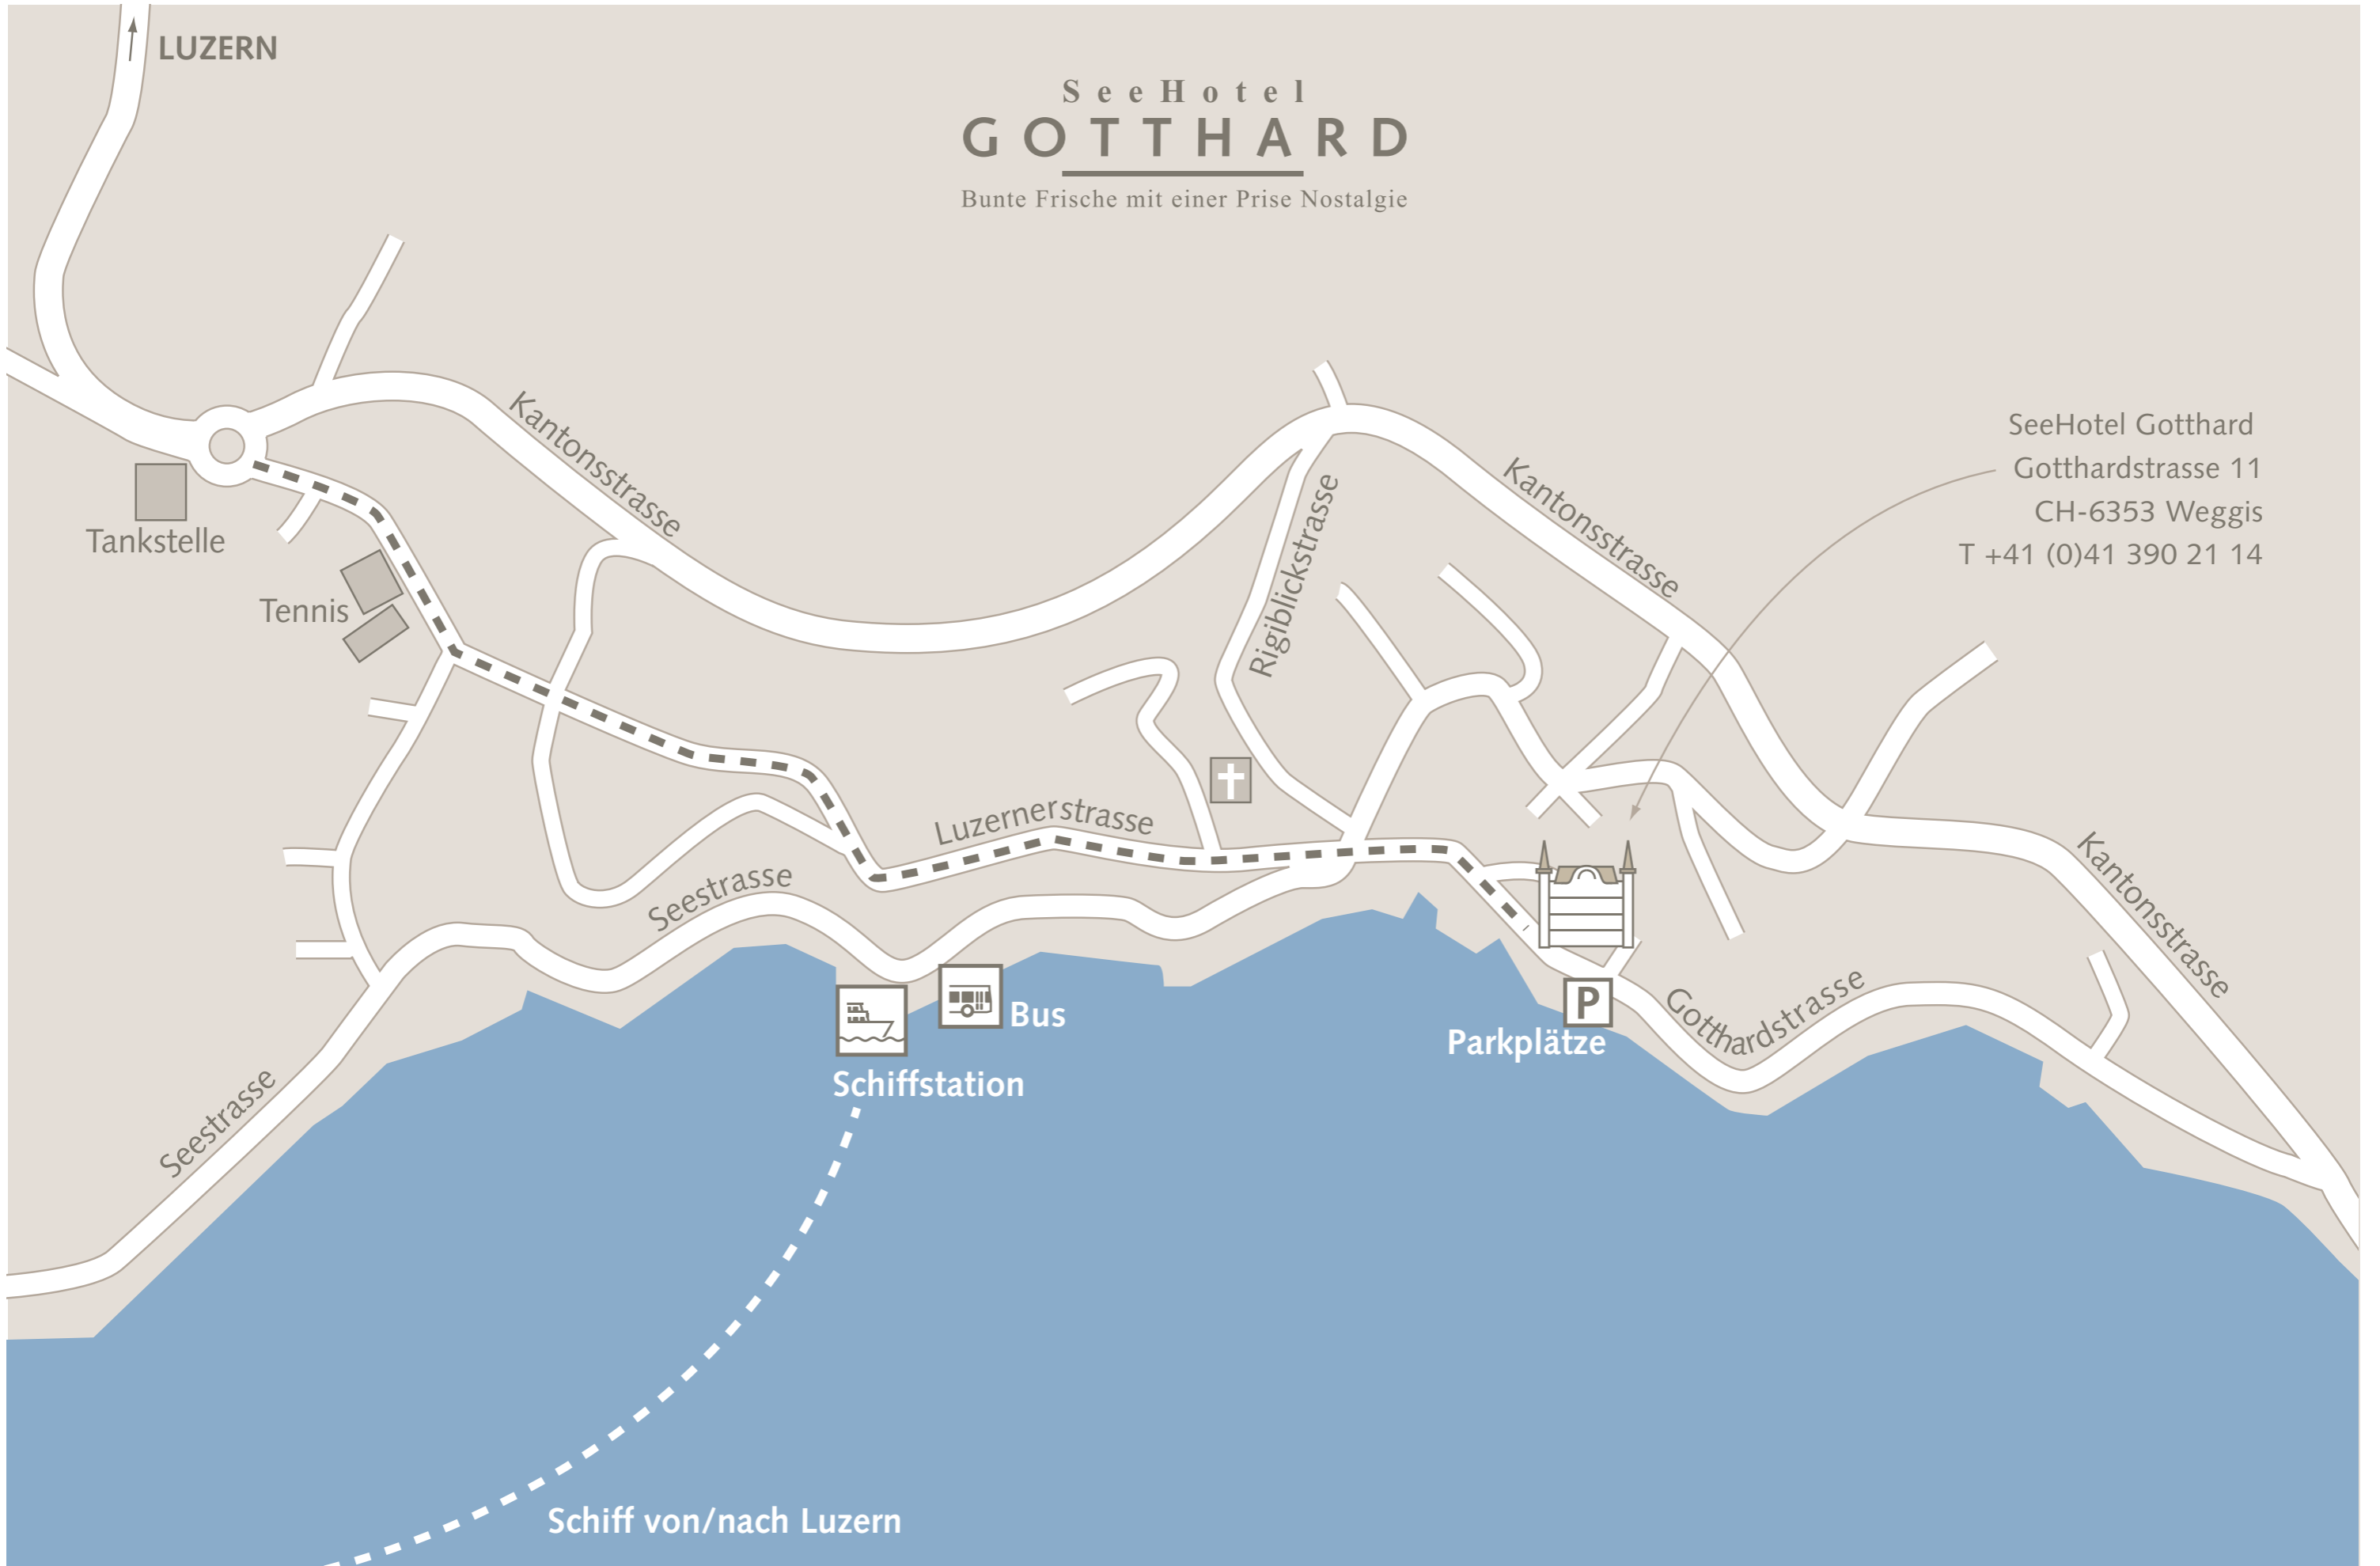 LUZERN
SeeHotel
GOTTHARD
Bunte Frische mit einer Prise Nostalgie
Kantonsstrasse
Kantonsstrasse
SeeHotel Gotthard
Gotthardstrasse 11
CH-6353 Weggis
T +41 (0)41 390 21 14
Tankstelle
Tennis
Rigiblickstrasse
Luzernerstrasse
Seestrasse
Kantonsstrasse
Gotthardstrasse
P
Bus
Parkplätze
Schiffstation
Seestrasse
Schiff von/nach Luzern